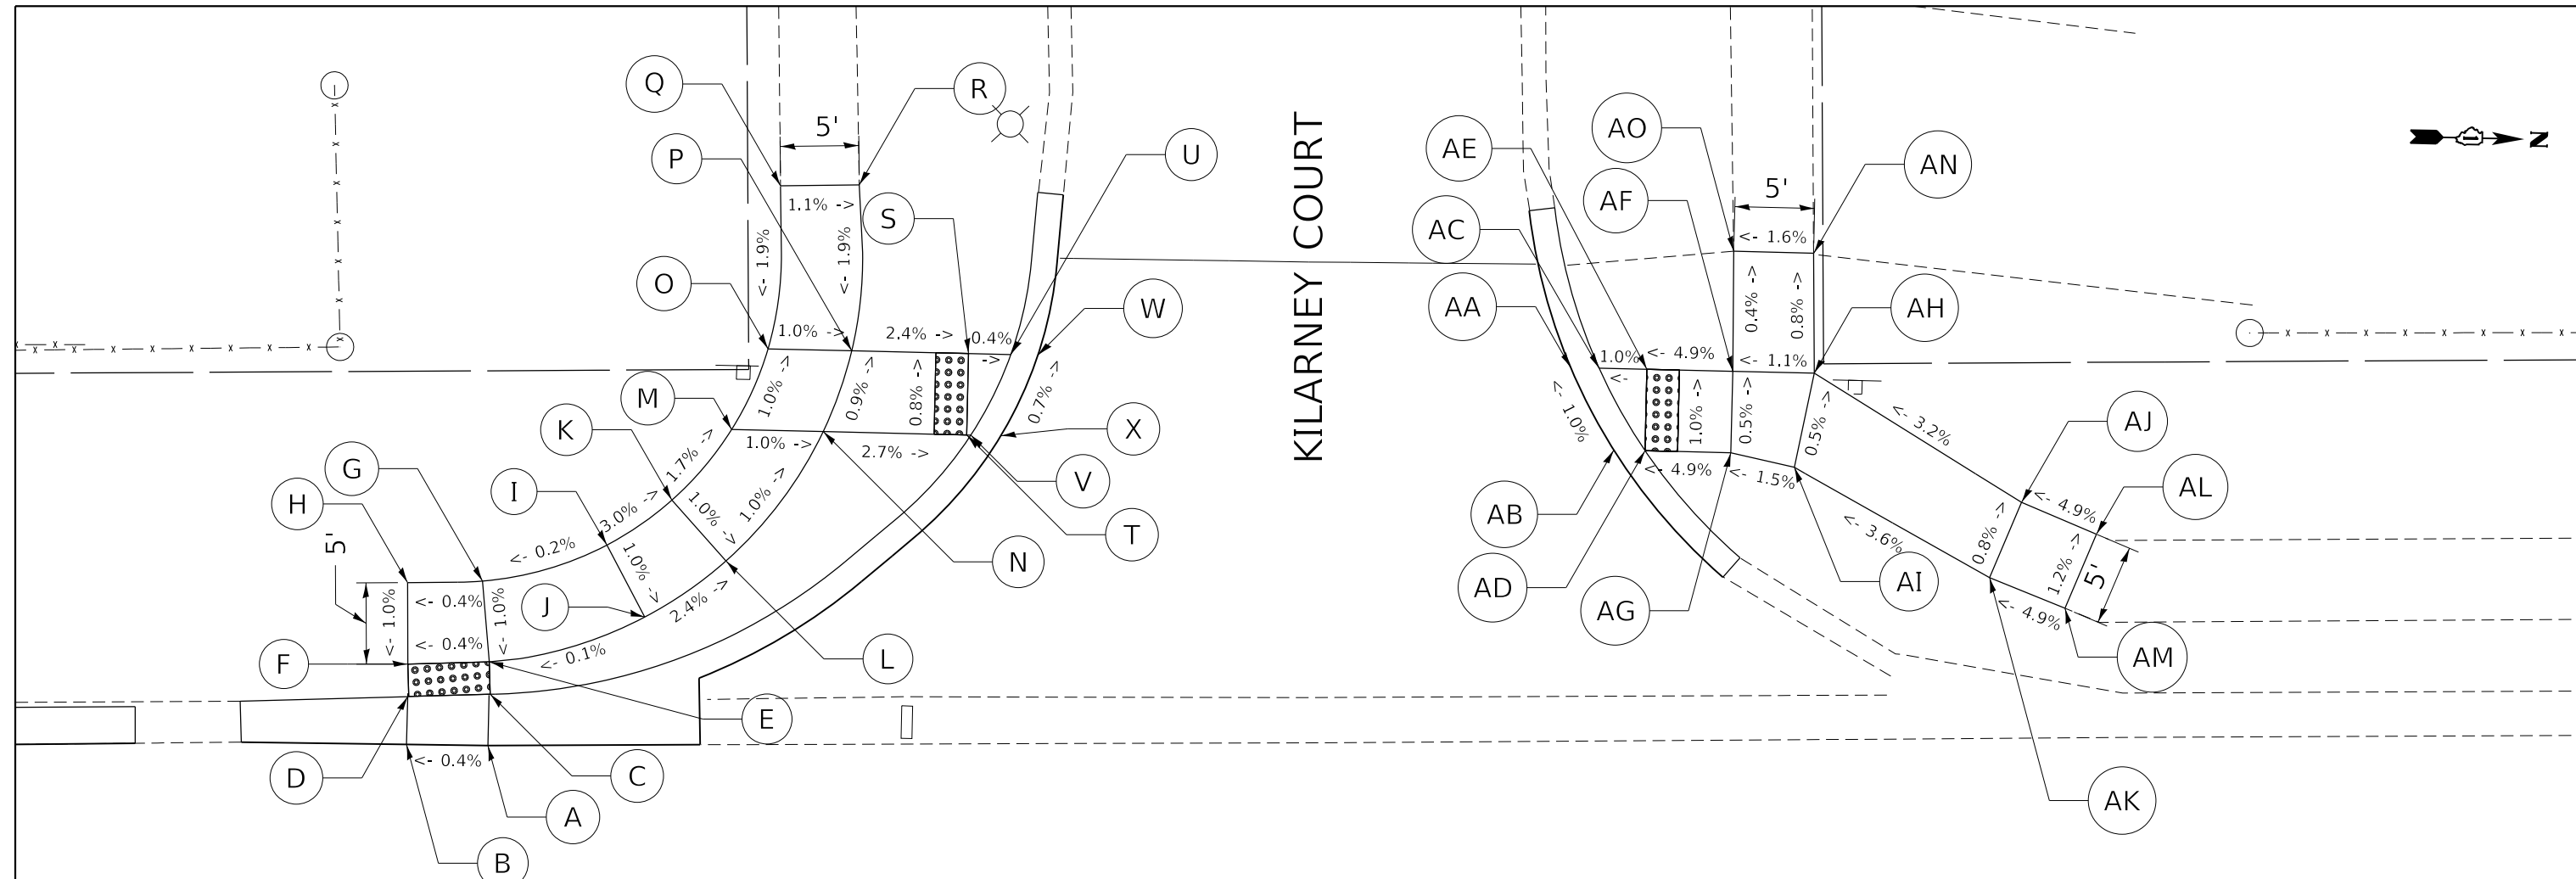 Q
R
P
5'
S
U
1.1% ->
<- 1.9%
<- 1.9%
O
W
1.0% ->
2.4% ->
0.4%
->
M
1.0% ->
0.9% ->
0.8% ->
0.7% ->
X
K
1.0% ->
2.7% ->
G
H
I
1.7% ->
V
3.0% ->
1.0% ->
1.0% ->
T
5'
<- 0.2%
1.0% ->
N
J
<- 0.4%
<- 1.0%
<- 1.0%
2.4% ->
F
<- 0.4%
<- 0.1%
L
E
D
<- 0.4%
C
A
B
KILARNEY COURT
AE
AO
AN
AF
5'
AC
<- 1.6%
AA
0.4% ->
0.8% ->
AH
1.0%
<-
<- 4.9%
<- 1.1%
<- 1.0%
1.0% ->
0.5% ->
0.5% ->
<- 3.2%
AJ
<- 4.9%
<- 1.5%
AL
AB
<- 3.6%
<- 4.9%
0.8% ->
1.2% ->
5'
AD
AG
AI
<- 4.9%
AM
AK
N